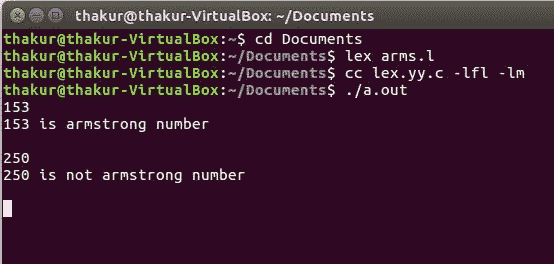 thakur@thakur-VirtualBox: ~/Documents
thakur@thakur-VirtualBox:~$ cd Documents
thakur@thakur-VirtualBox:~/Documents$ lex arms.l
thakur@thakur-VirtualBox:~/Documents$ cc lex.yy.c -lfl -lm
thakur@thakur-VirtualBox:~/Documents$ ./a.out
153
153 is armstrong number
250
250 is not armstrong number